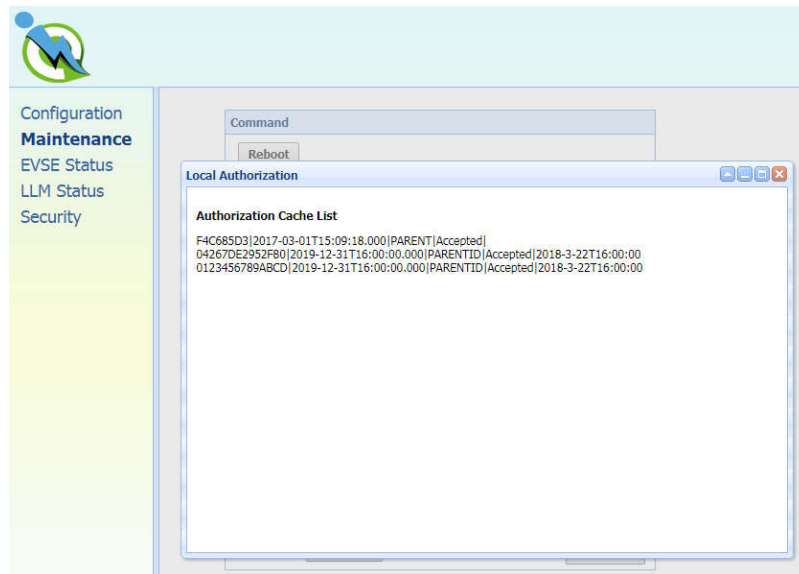 Configuration
Maintenance
EVSE Status
LLM Status
Security
Command
Reboot
Local Authorization
Authorization Cache List
F4C685D3|2017-03-01T15:09:18.000|PARENT|Accepted|
04267DE2952F80|2019-12-31T16:00:00.000|PARENTID|Accepted|2018-3-22T16:00:00
0123456789ABCD|2019-12-31T16:00:00.000|PARENTID|Accepted|2018-3-22T16:00:00